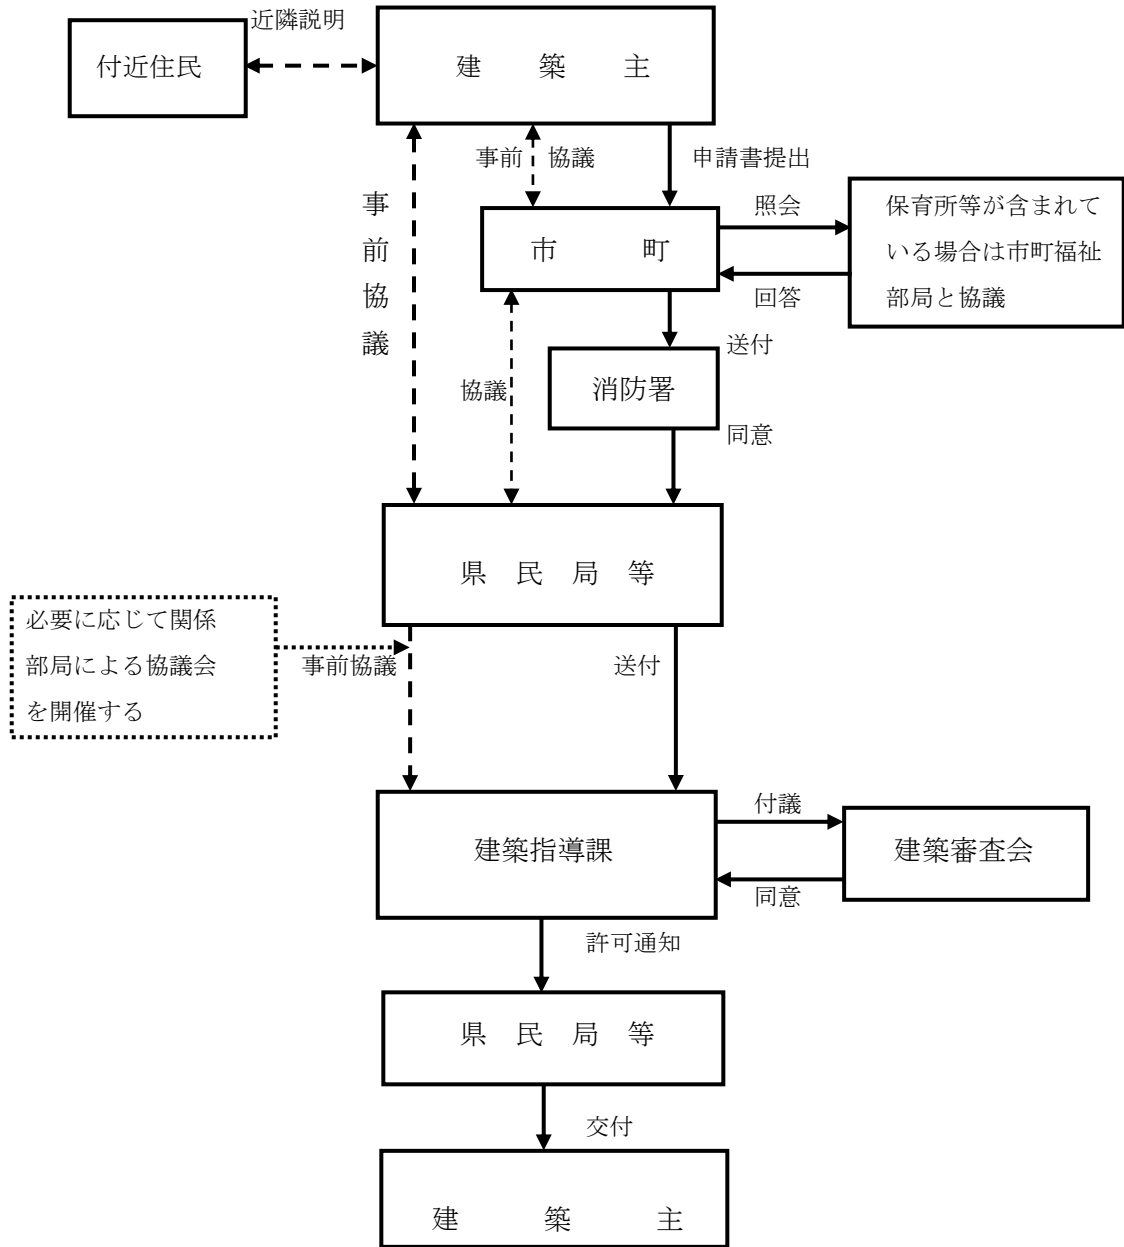 近隣説明
付近住民
建築主
事前 協議
申請書提出
事前協議
市町
照会
回答
保育所等が含まれて
いる場合は市町福祉
部局と協議
送付
消防署
協議
同意
県民局等
必要に応じて関係
部局による協議会
を開催する
事前協議
送付
建築指導課
付議
同意
建築審査会
許可通知
県民局等
交付
建築主